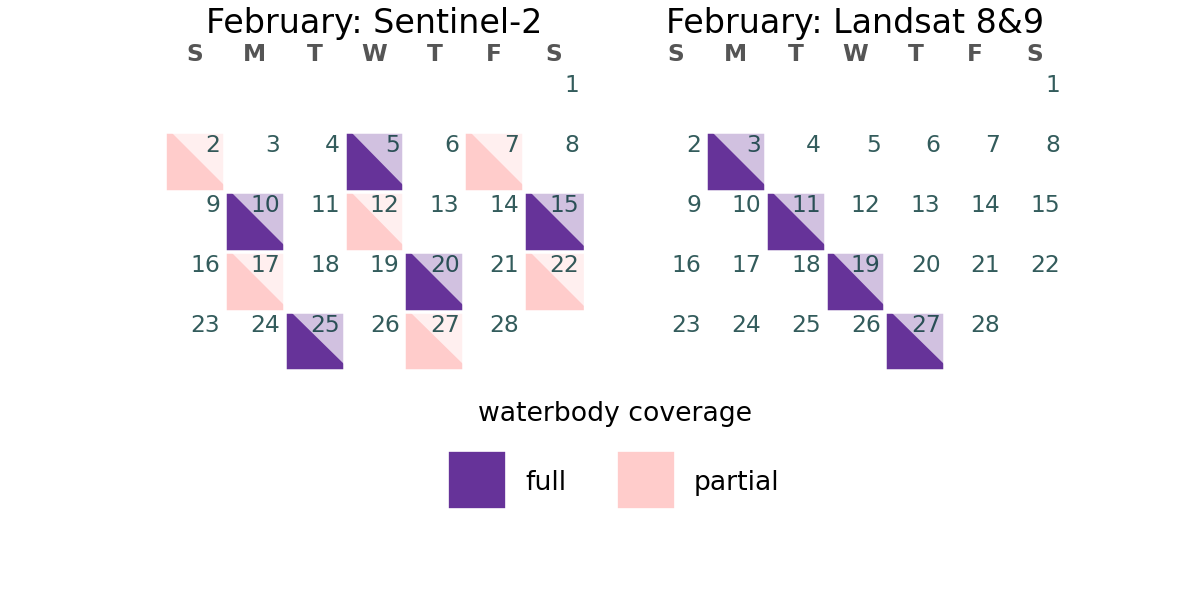 February: Sentinel-2
S M T W T F S
1
2 3 4 5 6 7 8
9 10 11 12 13 14 15
16 17 18 19 20 21 22
23 24 25 26 27 28
February: Landsat 8&9
S M T W T F S
1
2 3 4 5 6 7 8
9 10 11 12 13 14 15
16 17 18 19 20 21 22
23 24 25 26 27 28
waterbody coverage
full
partial